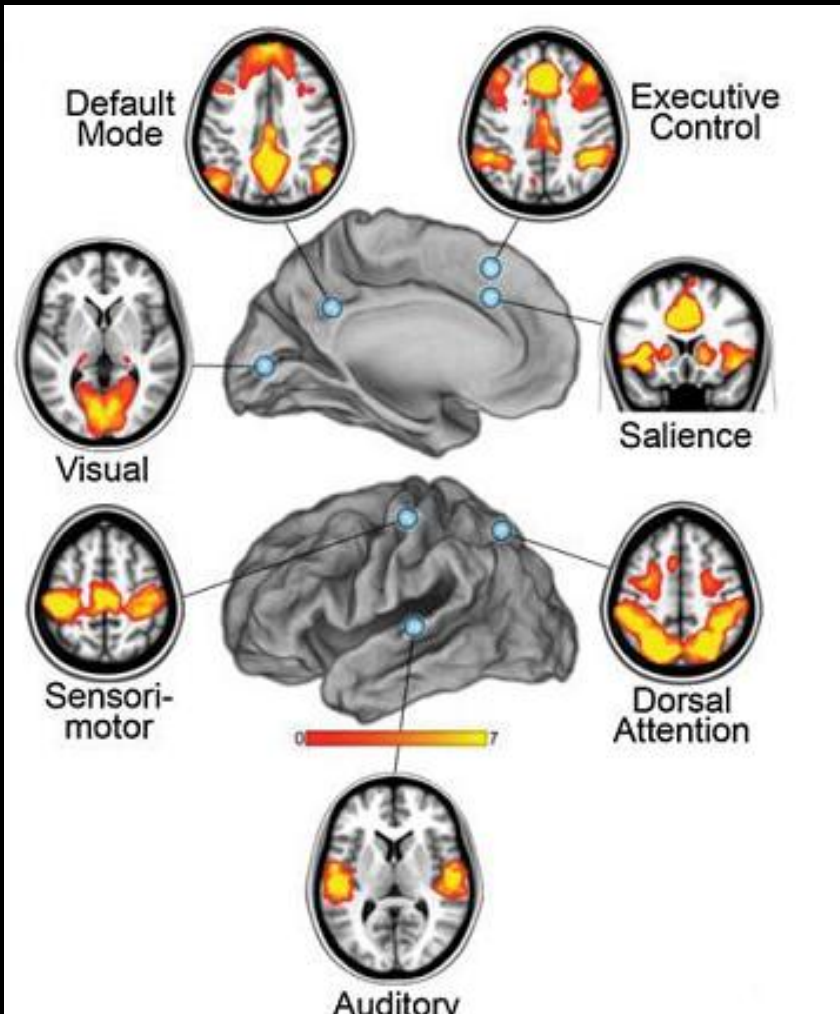 Default
Mode
Executive
Control
Visual
Salience
Sensori-
motor
Dorsal
Attention
0
7
Auditory